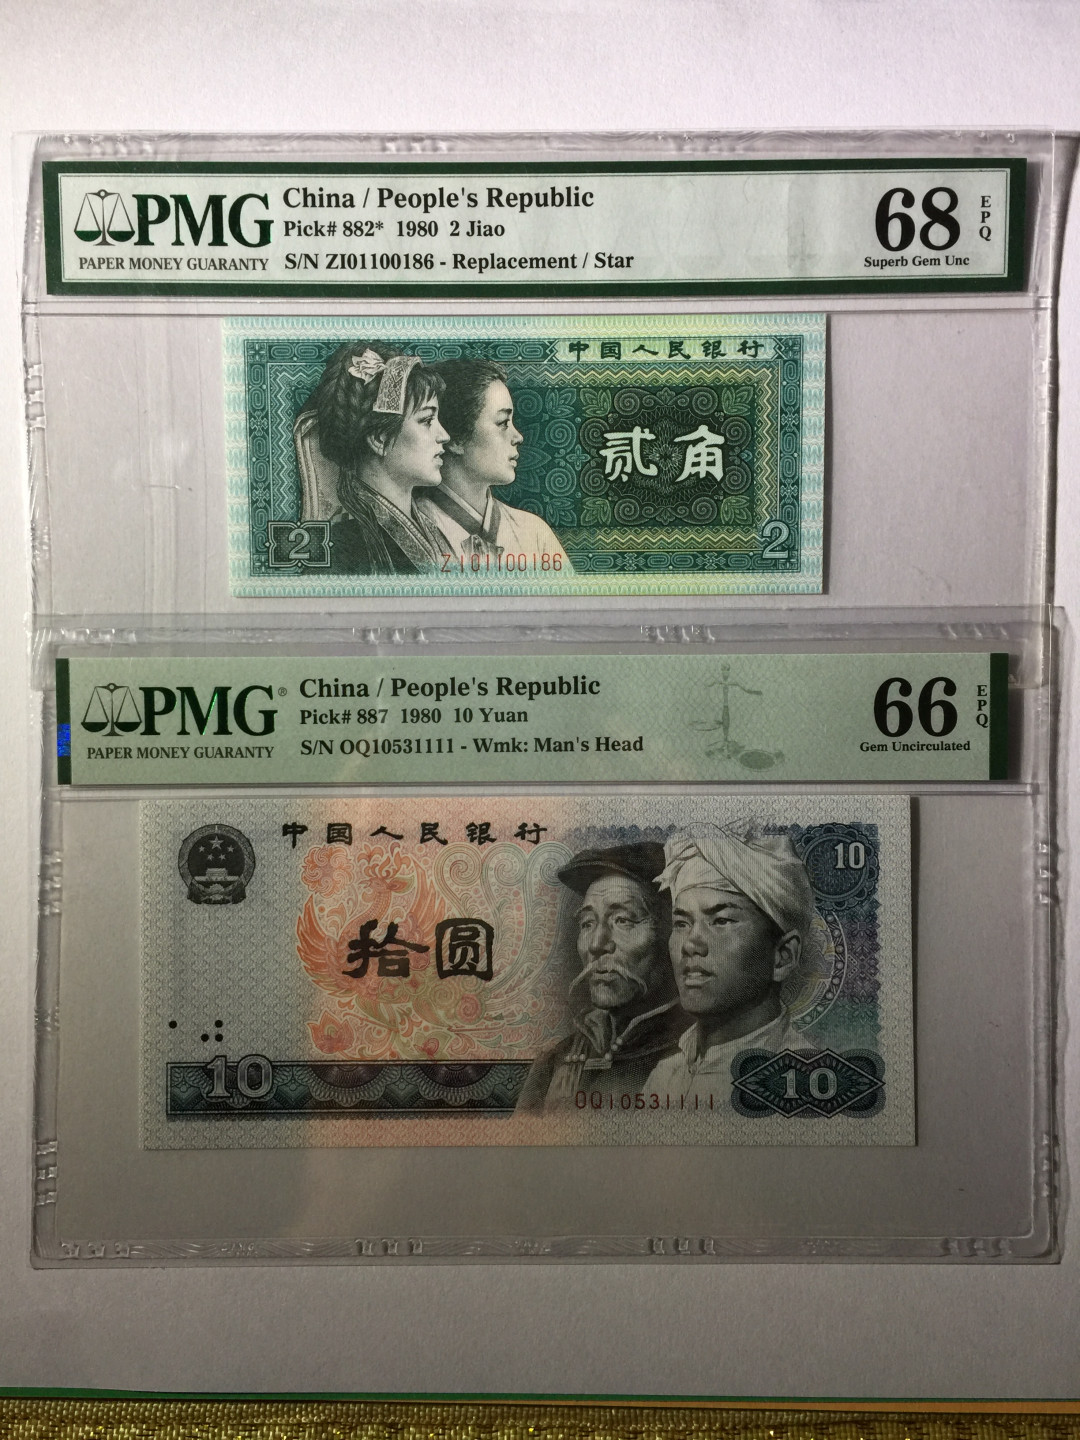 PMG
PAPER MONEY GUARANTY
China / People's Republic
Pick# 882* 1980 2 Jiao
S/N ZI01100186 - Replacement / Star
68
EPQ
Superb Gem Unc
中国人民银行
贰角
2
2
ZI01100186
PMG®
PAPER MONEY GUARANTY
China / People's Republic
Pick# 887 1980 10 Yuan
S/N OQ10531111 - Wmk: Man's Head
66
EPQ
Gem Uncirculated
中国人民银行
10
拾圆
10
10
OQ10531111